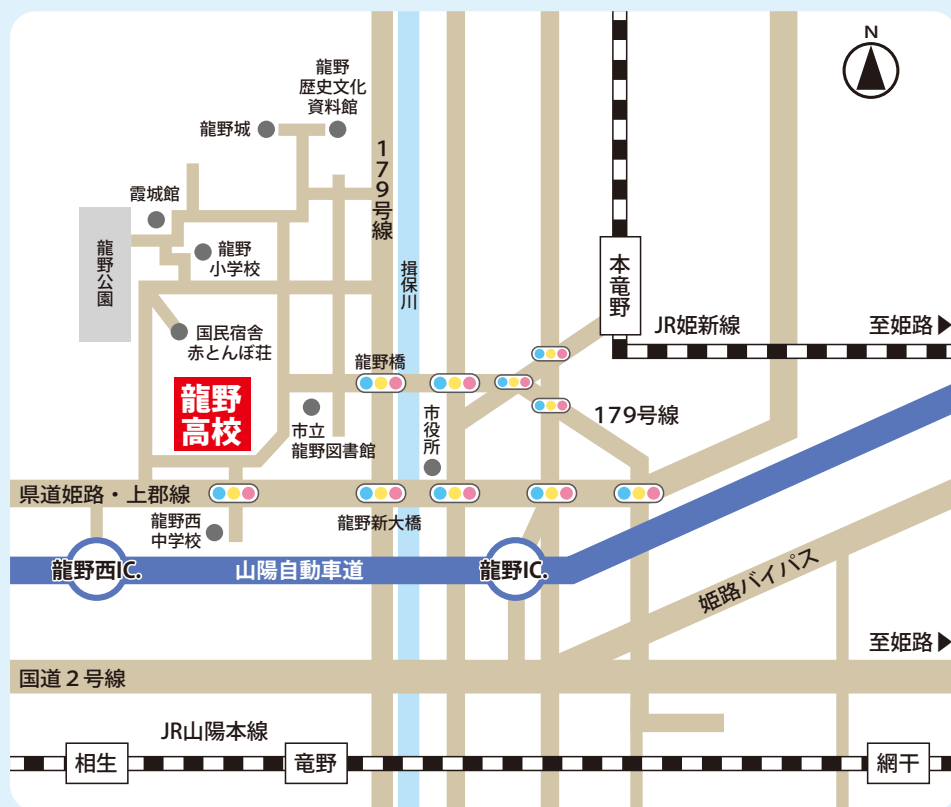 N
龍野
歴史文化
資料館
龍野城
179号線
霞城館
龍野
小学校
龍野公園
揖保川
本竜野
JR姫新線
至姫路▶
国民宿舎
赤とんぼ荘
龍野橋
龍野
高校
市立
龍野図書館
市役所
179号線
県道姫路・上郡線
龍野西
中学校
龍野新大橋
龍野西IC.
山陽自動車道
龍野IC.
姫路バイパス
至姫路▶
国道2号線
JR山陽本線
相生
竜野
網干